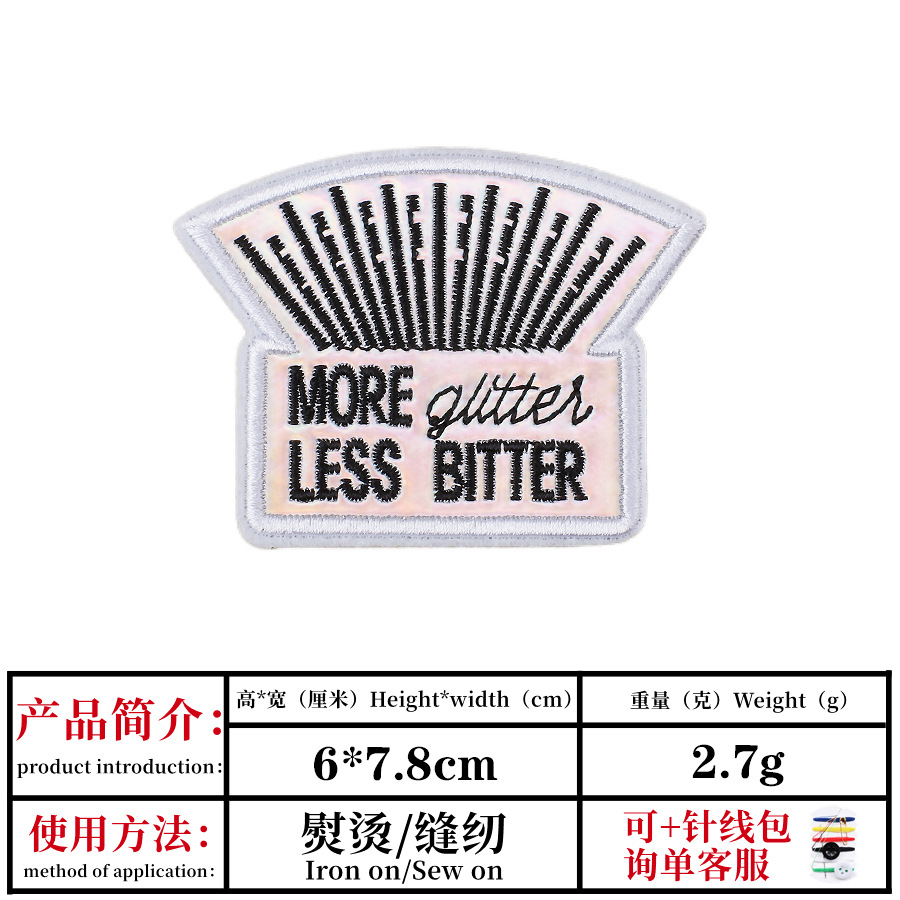 MORE glitter
LESS BITTER
产品简介：
product introduction：
高*宽（厘米）Height*width（cm）
重量（克）Weight（g）
6*7.8cm
2.7g
使用方法：
method of application：
熨烫/缝纫
Iron on/Sew on
可+针线包
询单客服